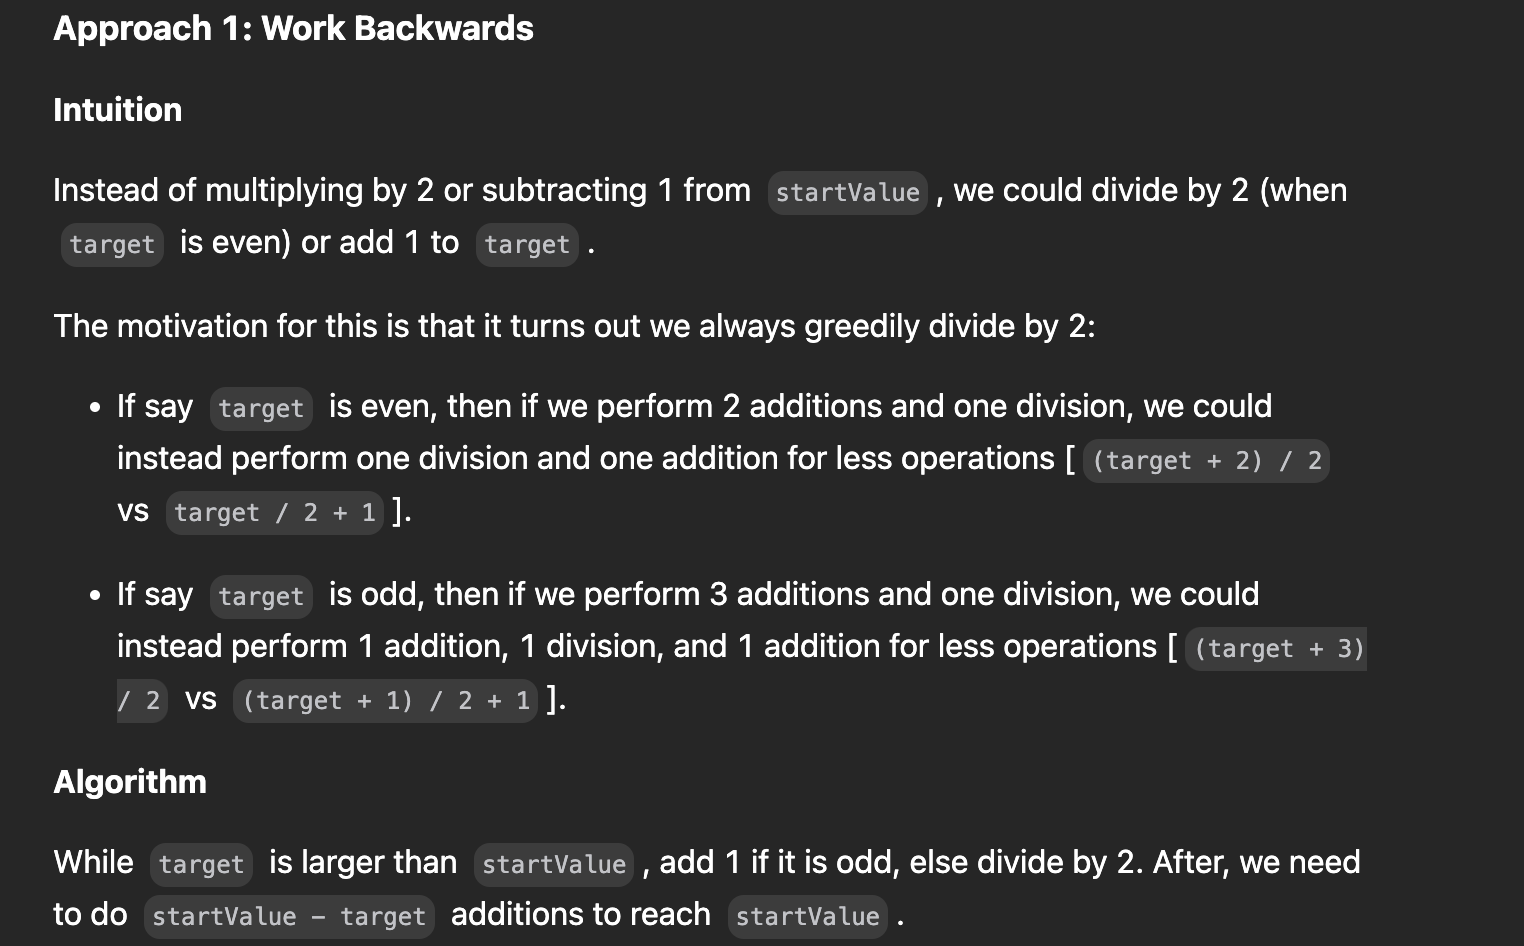 Approach 1: Work Backwards
Intuition
Instead of multiplying by 2 or subtracting 1 from startValue , we could divide by 2 (when
target is even) or add 1 to target .
The motivation for this is that it turns out we always greedily divide by 2:
• If say target is even, then if we perform 2 additions and one division, we could
instead perform one division and one addition for less operations [ (target + 2) / 2
vs target / 2 + 1 ].
• If say target is odd, then if we perform 3 additions and one division, we could
instead perform 1 addition, 1 division, and 1 addition for less operations [ (target + 3)
/ 2 vs (target + 1) / 2 + 1 ].
Algorithm
While target is larger than startValue , add 1 if it is odd, else divide by 2. After, we need
to do startValue - target additions to reach startValue .